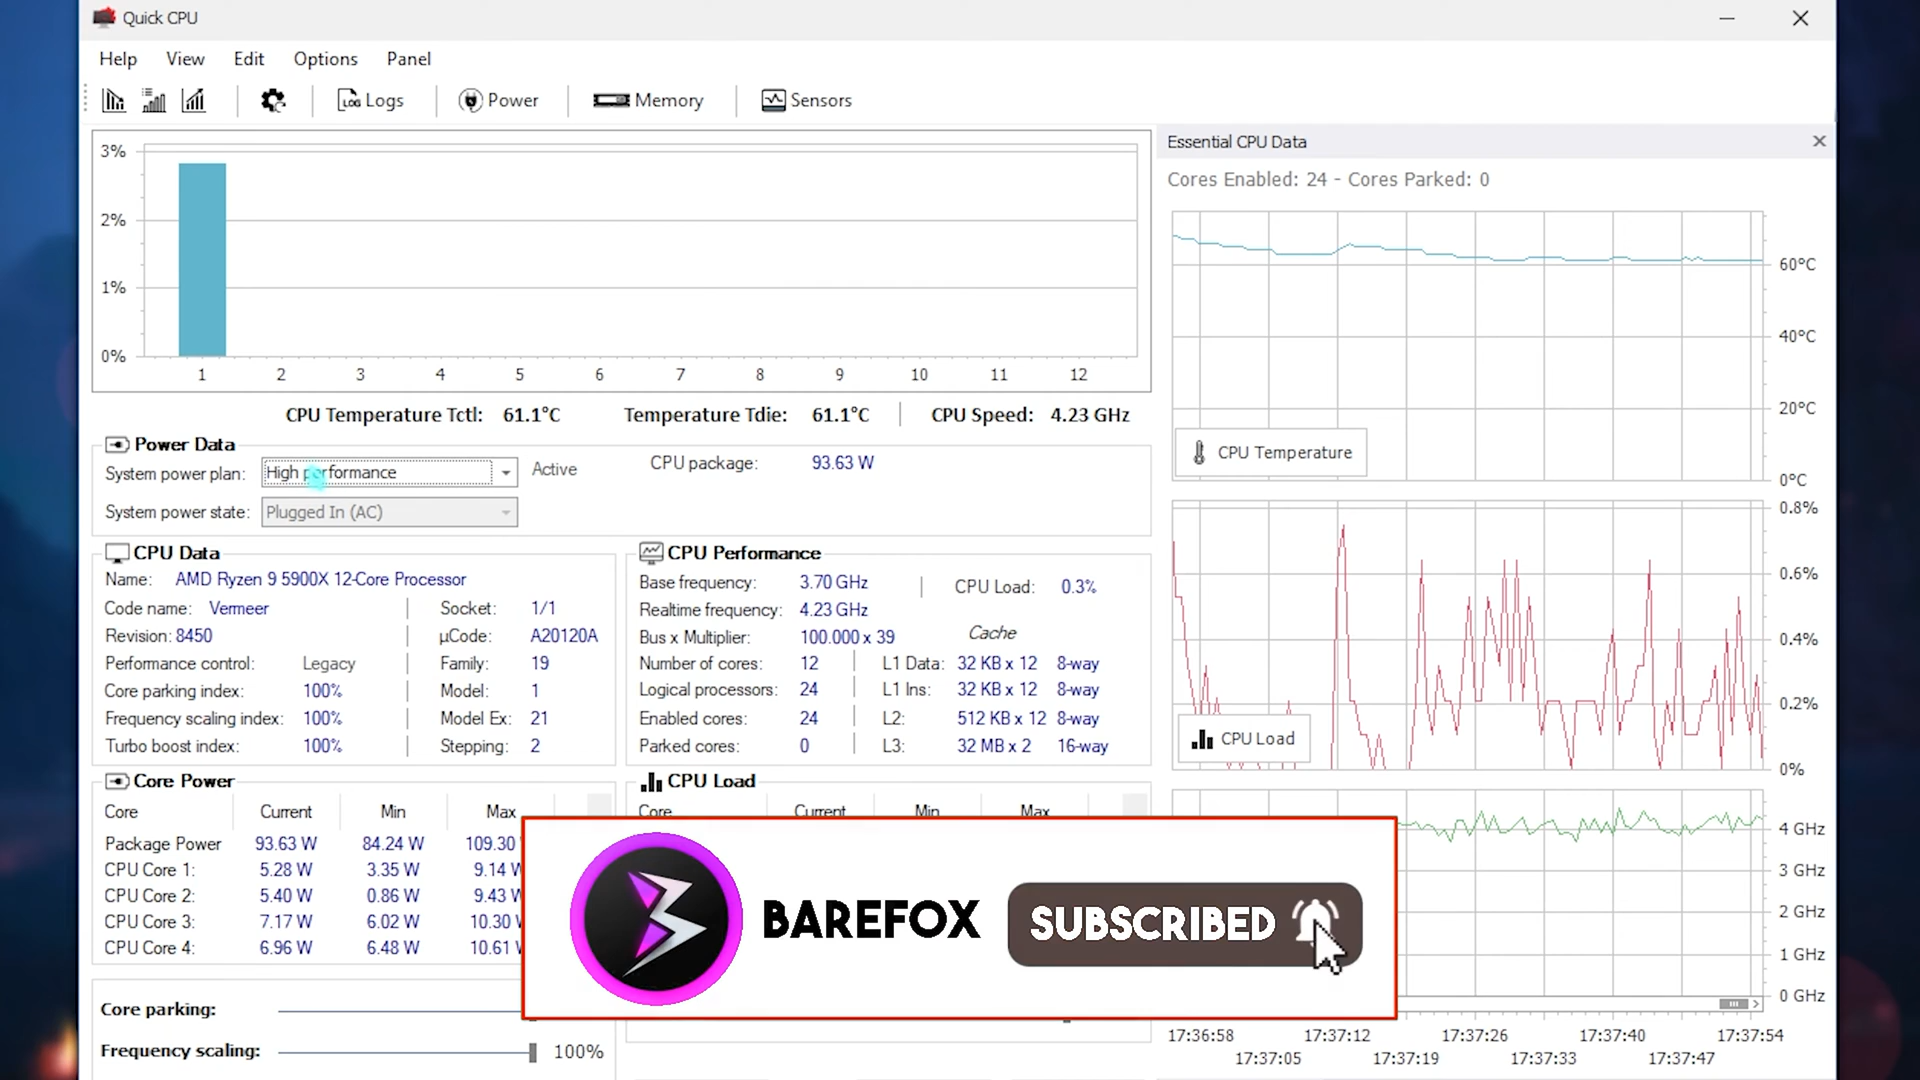 Quick CPU
Help View Edit Options Panel
LOG Logs Power Memory Sensors
3%
2%
1%
0%
1 2 3 4 5 6 7 8 9 10 11 12
CPU Temperature Tctl: 61.1°C Temperature Tdie: 61.1°C CPU Speed: 4.23 GHz
Power Data
System power plan: High performance Active CPU package: 93.63 W
System power state: Plugged In (AC)
CPU Data
Name: AMD Ryzen 9 5900X 12-Core Processor
Code name: Vermeer Socket: 1/1
Revision: 8450 µCode: A20120A
Performance control: Legacy Family: 19
Core parking index: 100% Model: 1
Frequency scaling index: 100% Model Ex: 21
Turbo boost index: 100% Stepping: 2
CPU Performance
Base frequency: 3.70 GHz CPU Load: 0.3%
Realtime frequency: 4.23 GHz
Bus x Multiplier: 100.000 x 39 Cache
Number of cores: 12 L1 Data: 32 KB x 12 8-way
Logical processors: 24 L1 Ins: 32 KB x 12 8-way
Enabled cores: 24 L2: 512 KB x 12 8-way
Parked cores: 0 L3: 32 MB x 2 16-way
Core Power
Core Current Min Max
Package Power 93.63 W 84.24 W 109.30
CPU Core 1: 5.28 W 3.35 W 9.14 W
CPU Core 2: 5.40 W 0.86 W 9.43 W
CPU Core 3: 7.17 W 6.02 W 10.30
CPU Core 4: 6.96 W 6.48 W 10.61
CPU Load
Core Current Min Max
BAREFOX SUBSCRIBED
Core parking:
Frequency scaling: 100%
Essential CPU Data
Cores Enabled: 24 - Cores Parked: 0
60°C
40°C
20°C
0°C
CPU Temperature
0.8%
0.6%
0.4%
0.2%
0%
CPU Load
4 GHz
3 GHz
2 GHz
1 GHz
0 GHz
17:36:58 17:37:12 17:37:26 17:37:40 17:37:54
17:37:05 17:37:19 17:37:33 17:37:47